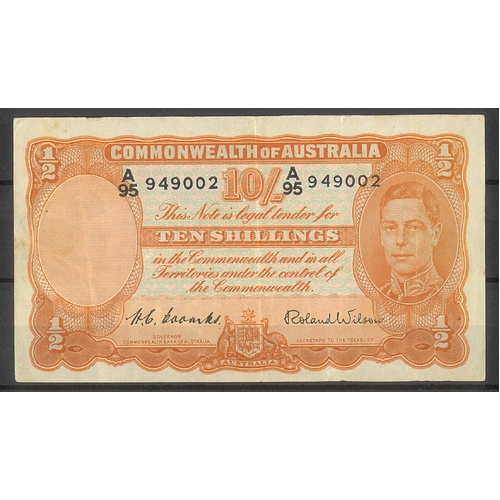 COMMONWEALTH OF AUSTRALIA
1/2 1/2
A/95 949002 A/95 949002
10/-
This Note is legal tender for
TEN SHILLINGS
in the Commonwealth and in all
Territories under the control of
the Commonwealth.
1/2 1/2
Roland Wilson
GOVERNOR SECRETARY TO THE TREASURY
COMMONWEALTH BANK OF AUSTRALIA
AUSTRALIA